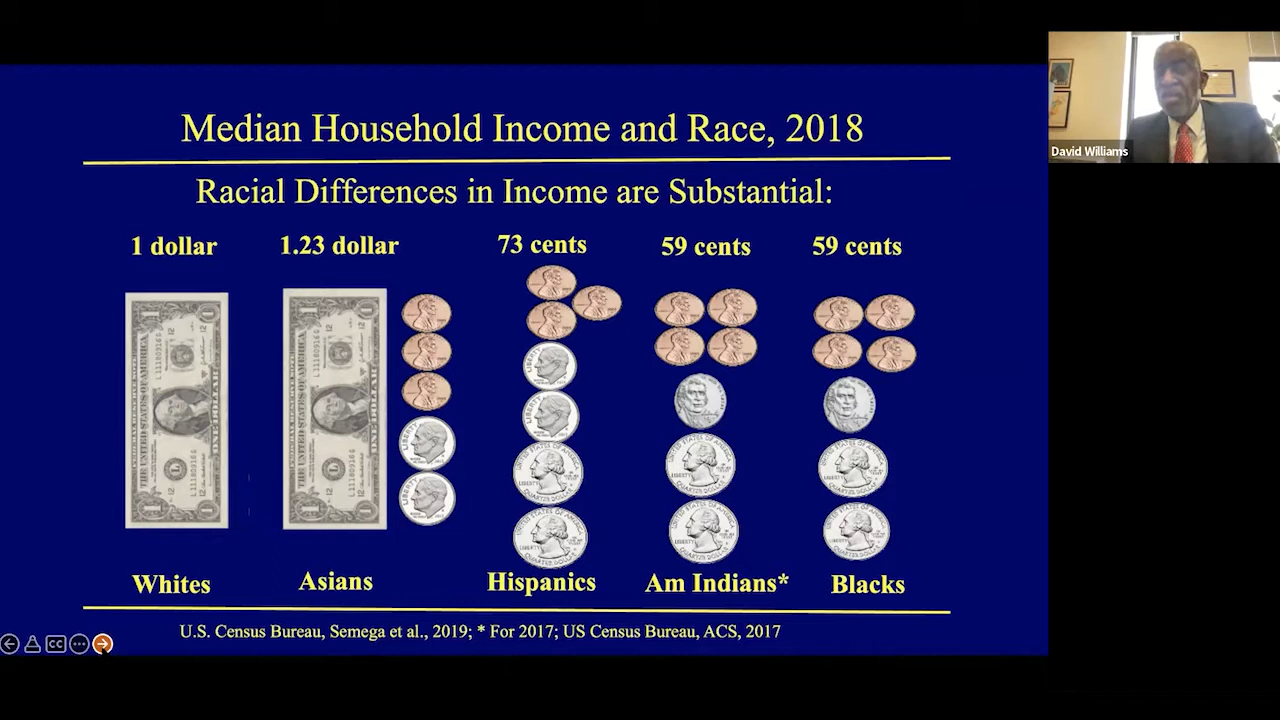 Median Household Income and Race, 2018
Racial Differences in Income are Substantial:
1 dollar 1.23 dollar 73 cents 59 cents 59 cents
Whites Asians Hispanics Am Indians* Blacks
U.S. Census Bureau, Semega et al., 2019; * For 2017; US Census Bureau, ACS, 2017
CC
David Williams